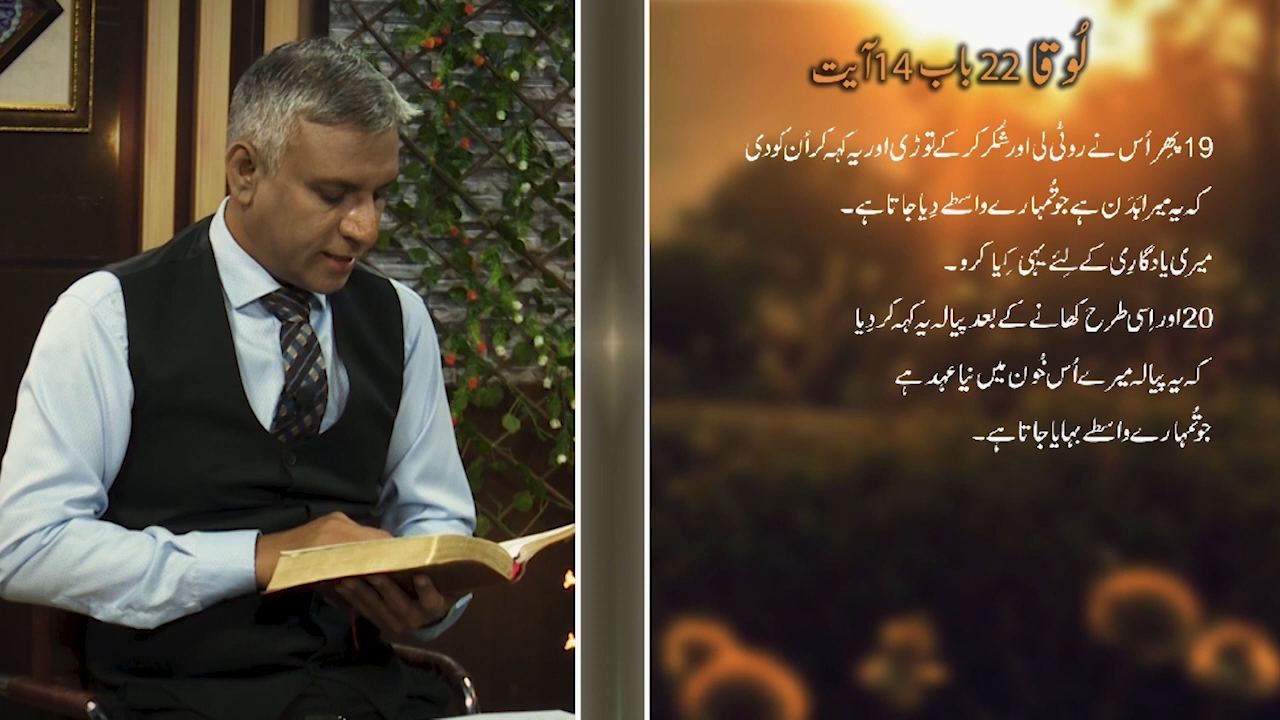 لُوقا 22 باب 14 آیت
19 پھِر اُس نے روٹی لی اور شُکر کر کے توڑی اور یہ کہہ کر اُن کو دی
کہ یہ میرا بَدَن ہے جو تُمہارے واسطے دِیا جاتا ہے۔
میری یادگاری کے لِئے یہی کِیا کرو۔
20 اور اِسی طرح کھانے کے بعد پیالہ یہ کہہ کر دِیا
کہ یہ پیالہ میرے اُس خُون میں نیا عہد ہے
جو تُمہارے واسطے بہایا جاتا ہے۔